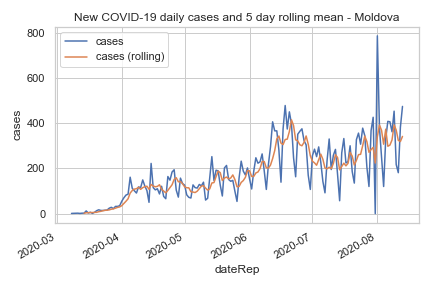 New COVID-19 daily cases and 5 day rolling mean - Moldova
cases
cases (rolling)
800
600
400
200
0
cases
2020-03
2020-04
2020-05
2020-06
2020-07
2020-08
dateRep